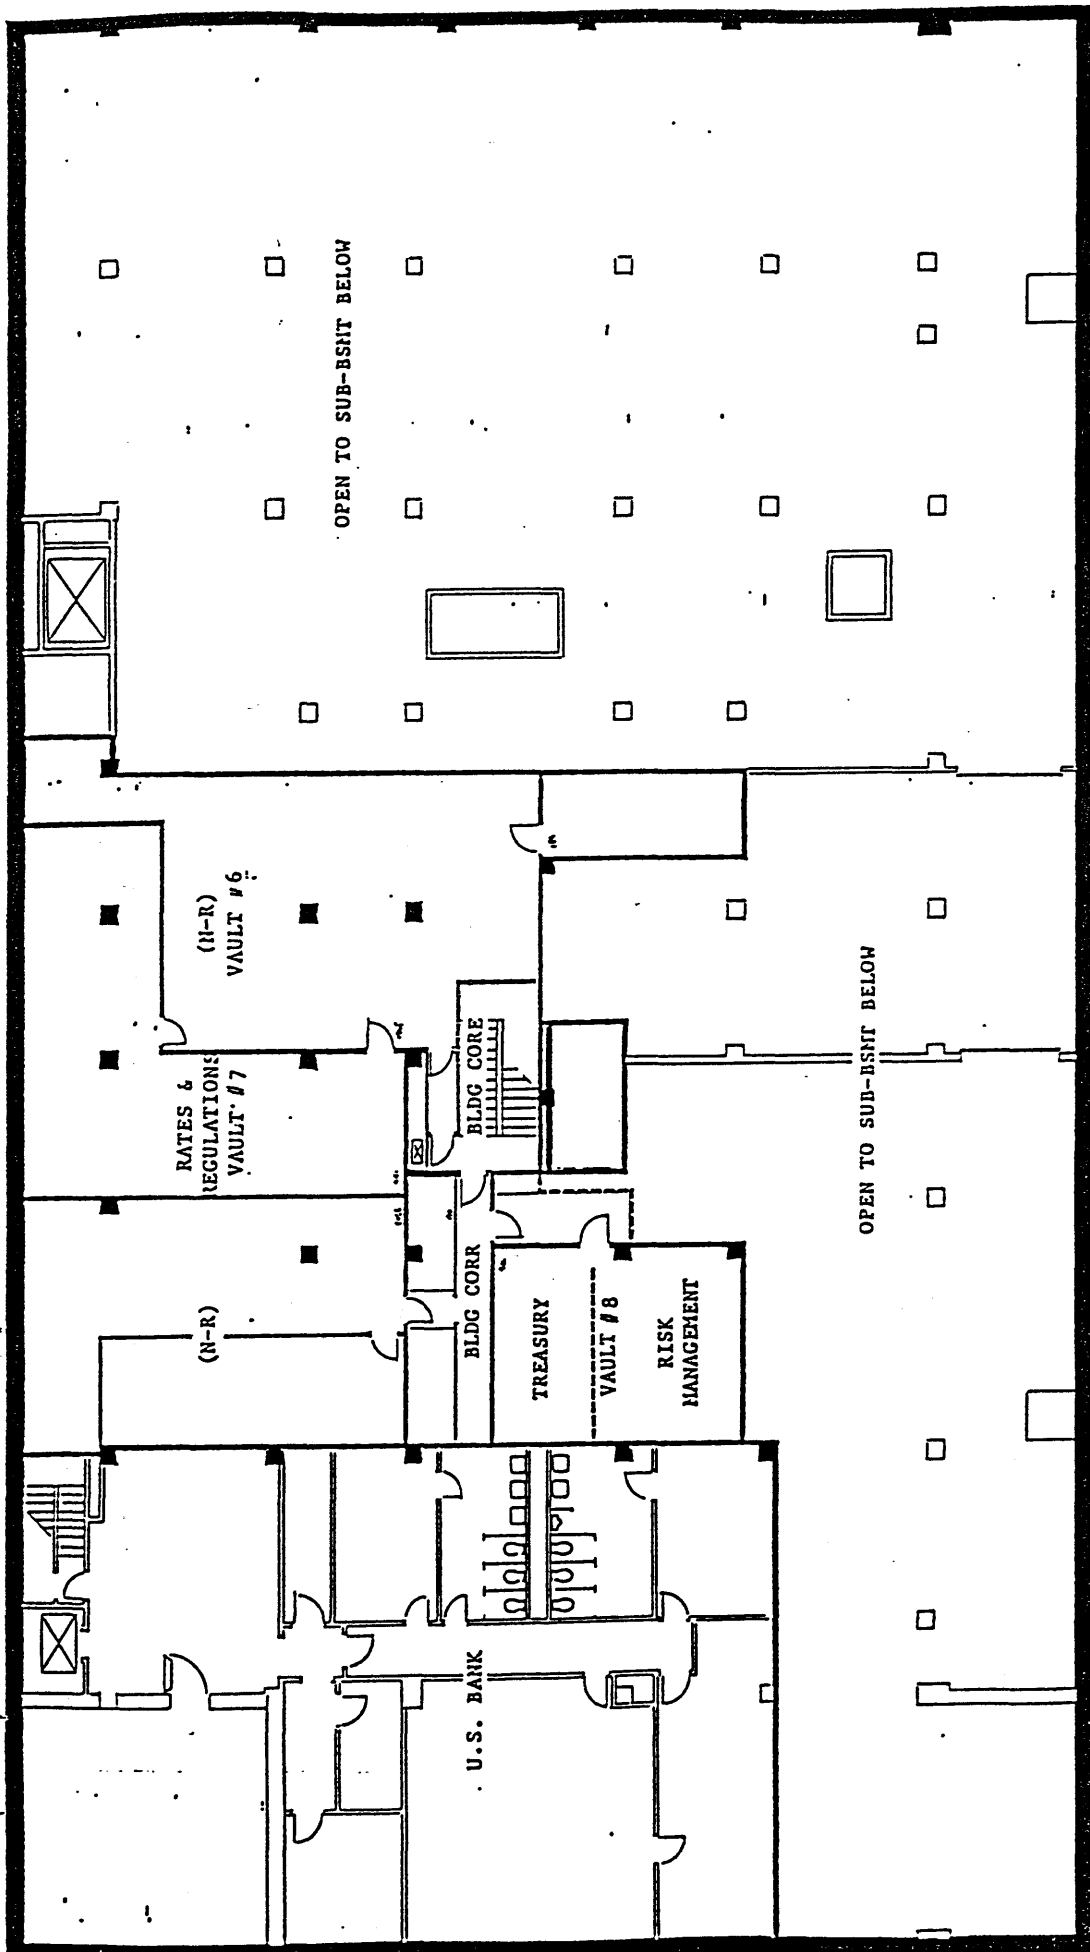 OPEN TO SUB-BSMT BELOW
(N-R)
VAULT #6
RATES &
REGULATIONS
VAULT #7
BLDG CORE
OPEN TO SUB-BSMT BELOW
(N-R)
BLDG CORR
TREASURY
VAULT #8
RISK
MANAGEMENT
U.S. BANK